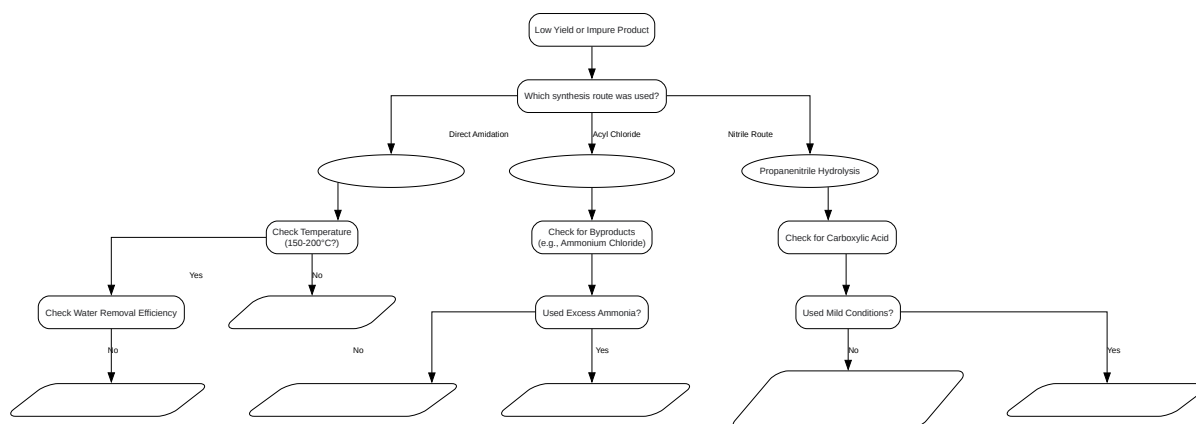 Low Yield or Impure Product
Which synthesis route was used?
Direct Amidation
Acyl Chloride
Nitrile Route
Propanenitrile Hydrolysis
Check Temperature
(150-200°C?)
Check for Byproducts
(e.g., Ammonium Chloride)
Check for Carboxylic Acid
Yes
No
Check Water Removal Efficiency
Used Excess Ammonia?
Used Mild Conditions?
No
No
Yes
No
Yes